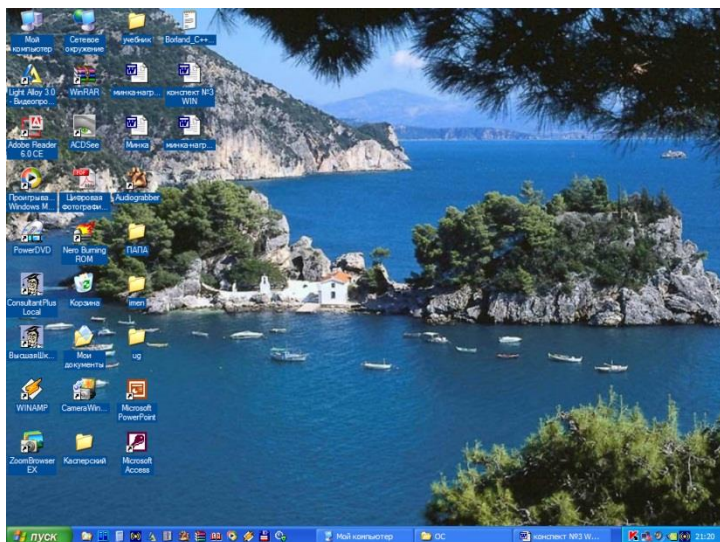 Мой
компьютер
Сетевое
окружение
учебник
Borland_C++...
Light Alloy 3.0
- Видеопро...
WinRAR
минка-нагр...
конспект №3
WIN
Adobe Reader
6.0 CE
ACDSee
Минка
минка-нагр...
Проигрыва...
Windows M...
Цифровая
фотографи...
Audiograbber
PowerDVD
Nero Burning
ROM
ПАПА
ConsultantPlus
Local
Корзина
imen
ВысшаяШк...
Мои
документы
ug
WINAMP
CameraWin...
Microsoft
PowerPoint
ZoomBrowser
EX
Касперский
Microsoft
Access
пуск
Мой компьютер
ОС
конспект №3 W...
21:20